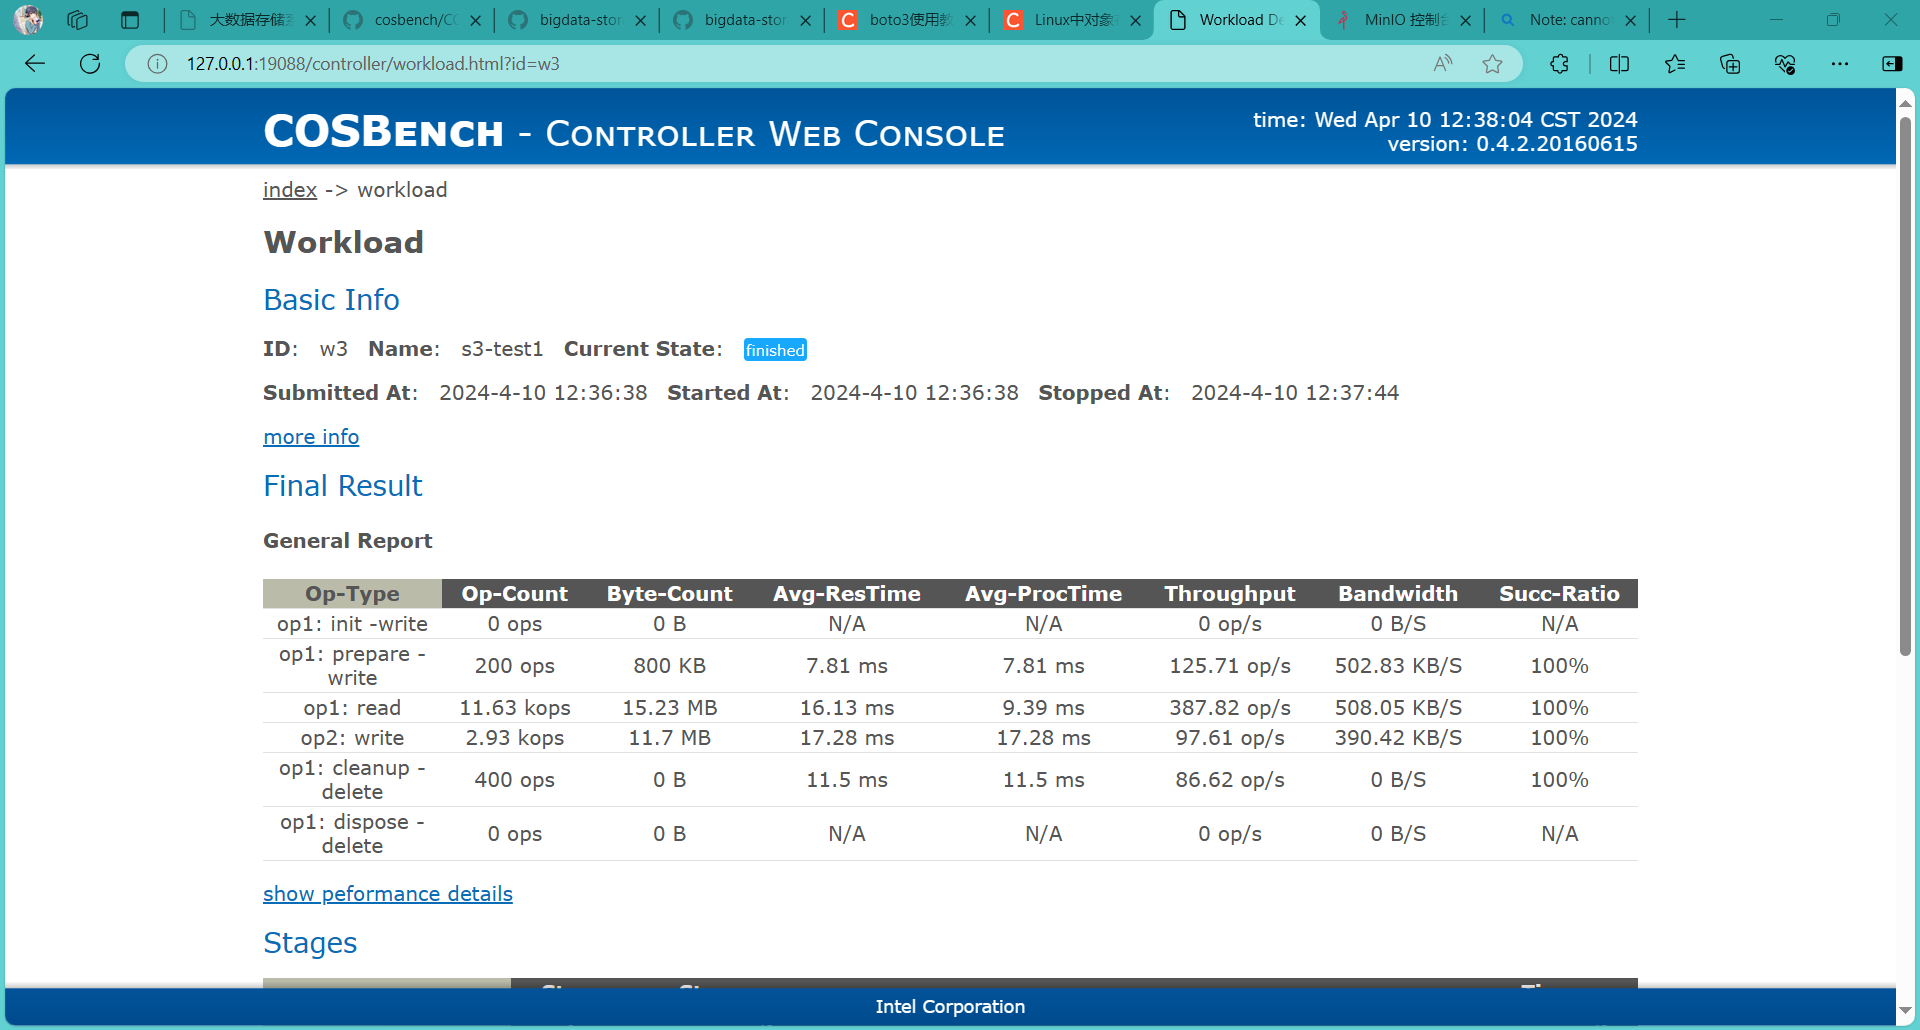 大数据存储
cosbench/CO
bigdata-stor
bigdata-stor
boto3使用教
Linux中对象
Workload De
MinIO 控制台
Note: canno
127.0.0.1:19088/controller/workload.html?id=w3
COSBENCH - CONTROLLER WEB CONSOLE
time: Wed Apr 10 12:38:04 CST 2024
version: 0.4.2.20160615
index -> workload
Workload
Basic Info
ID: w3 Name: s3-test1 Current State: finished
Submitted At: 2024-4-10 12:36:38 Started At: 2024-4-10 12:36:38 Stopped At: 2024-4-10 12:37:44
more info
Final Result
General Report
Op-Type Op-Count Byte-Count Avg-ResTime Avg-ProcTime Throughput Bandwidth Succ-Ratio
op1: init -write 0 ops 0 B N/A N/A 0 op/s 0 B/S N/A
op1: prepare -
write 200 ops 800 KB 7.81 ms 7.81 ms 125.71 op/s 502.83 KB/S 100%
op1: read 11.63 kops 15.23 MB 16.13 ms 9.39 ms 387.82 op/s 508.05 KB/S 100%
op2: write 2.93 kops 11.7 MB 17.28 ms 17.28 ms 97.61 op/s 390.42 KB/S 100%
op1: cleanup -
delete 400 ops 0 B 11.5 ms 11.5 ms 86.62 op/s 0 B/S 100%
op1: dispose -
delete 0 ops 0 B N/A N/A 0 op/s 0 B/S N/A
show peformance details
Stages
Intel Corporation